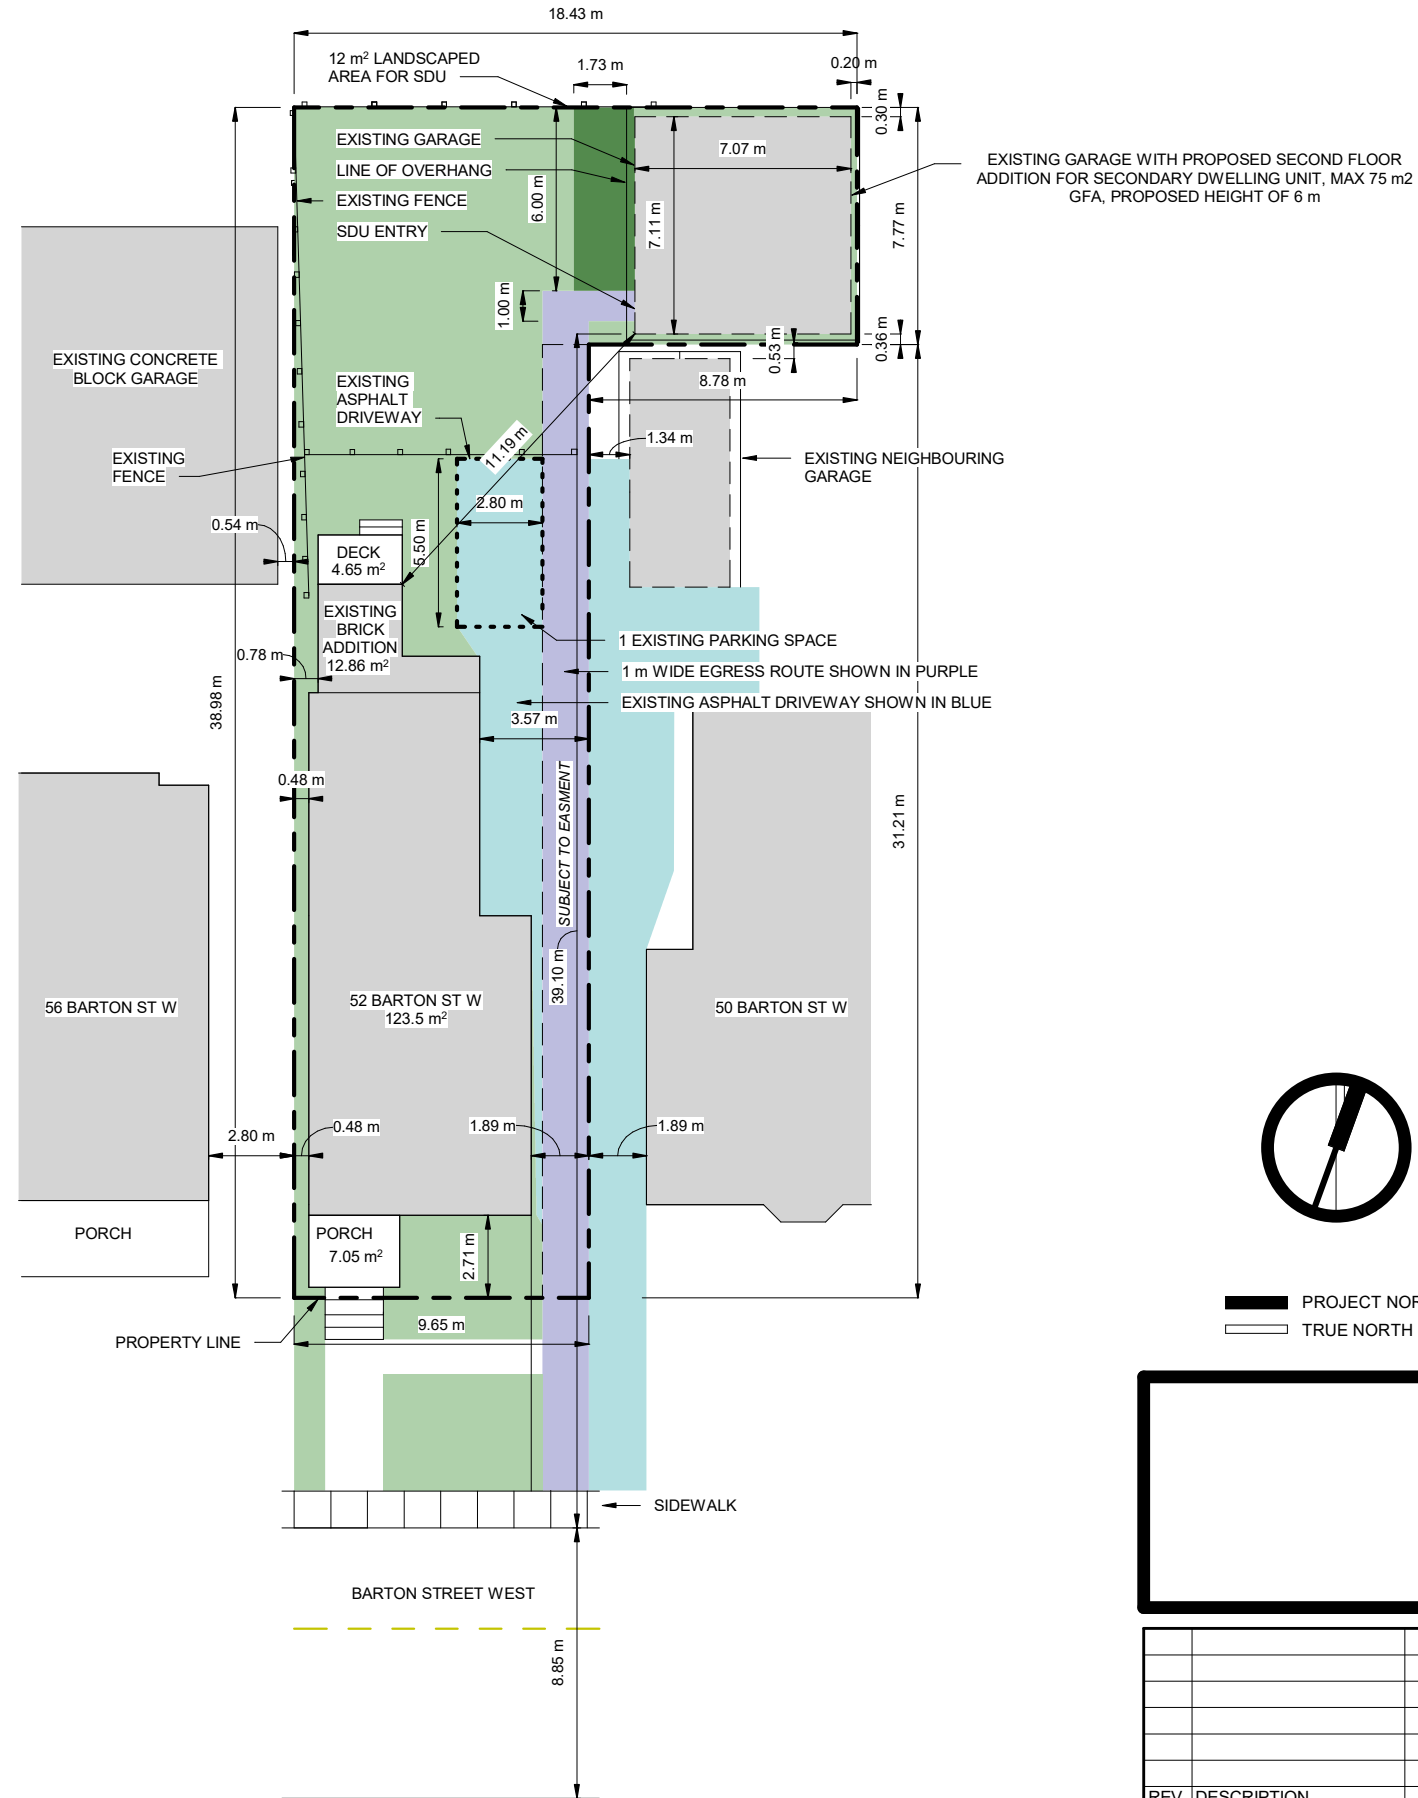 18.43 m
12 m² LANDSCAPED
AREA FOR SDU
1.73 m
0.20 m
0.30 m
EXISTING GARAGE
LINE OF OVERHANG
EXISTING FENCE
SDU ENTRY
6.00 m
7.07 m
7.11 m
7.77 m
EXISTING GARAGE WITH PROPOSED SECOND FLOOR
ADDITION FOR SECONDARY DWELLING UNIT, MAX 75 m2
GFA, PROPOSED HEIGHT OF 6 m
1.00 m
0.53 m
0.36 m
EXISTING CONCRETE
BLOCK GARAGE
8.78 m
EXISTING
ASPHALT
DRIVEWAY
11.19 m
1.34 m
EXISTING
FENCE
EXISTING NEIGHBOURING
GARAGE
2.80 m
0.54 m
5.50 m
DECK
4.65 m²
EXISTING
BRICK
ADDITION
12.86 m²
1 EXISTING PARKING SPACE
0.78 m
1 m WIDE EGRESS ROUTE SHOWN IN PURPLE
EXISTING ASPHALT DRIVEWAY SHOWN IN BLUE
38.98 m
3.57 m
0.48 m
SUBJECT TO EASMENT
31.21 m
39.10 m
56 BARTON ST W
52 BARTON ST W
123.5 m²
50 BARTON ST W
2.80 m
0.48 m
1.89 m
1.89 m
PORCH
PORCH
7.05 m²
2.71 m
PROJECT NOR
9.65 m
TRUE NORTH
PROPERTY LINE
SIDEWALK
BARTON STREET WEST
8.85 m
REV DESCRIPTION